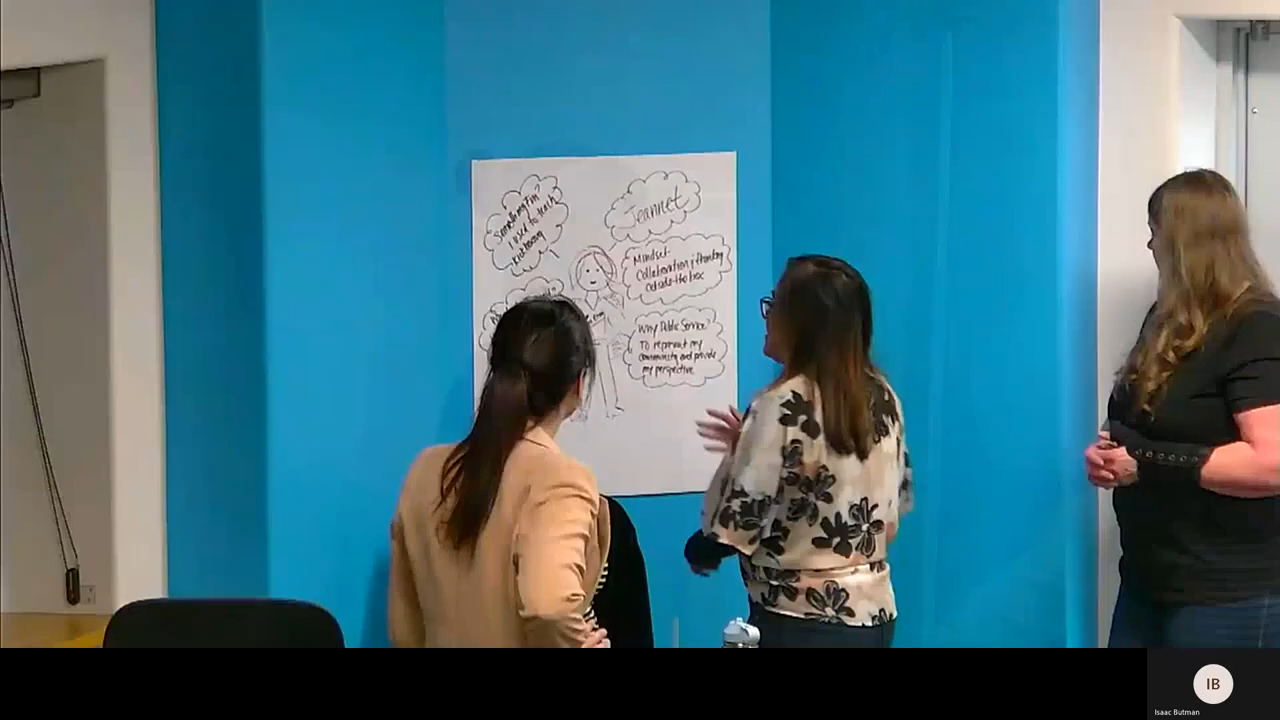 Something Fun?
I used to teach
kickboxing
Jeannet
Mindset-
Collaboration & thinking
outside-the-box
Why Public Service?
To represent my
community and provide
my perspective
IB
Isaac Butman